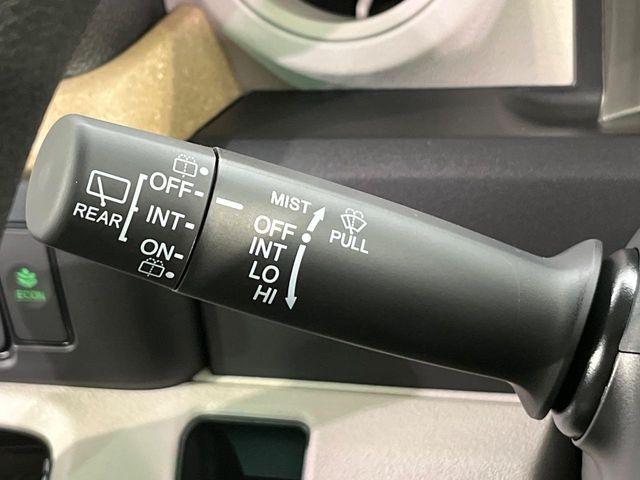 REAR
OFF
INT
ON
MIST
OFF
INT
LO
HI
PULL
ECON